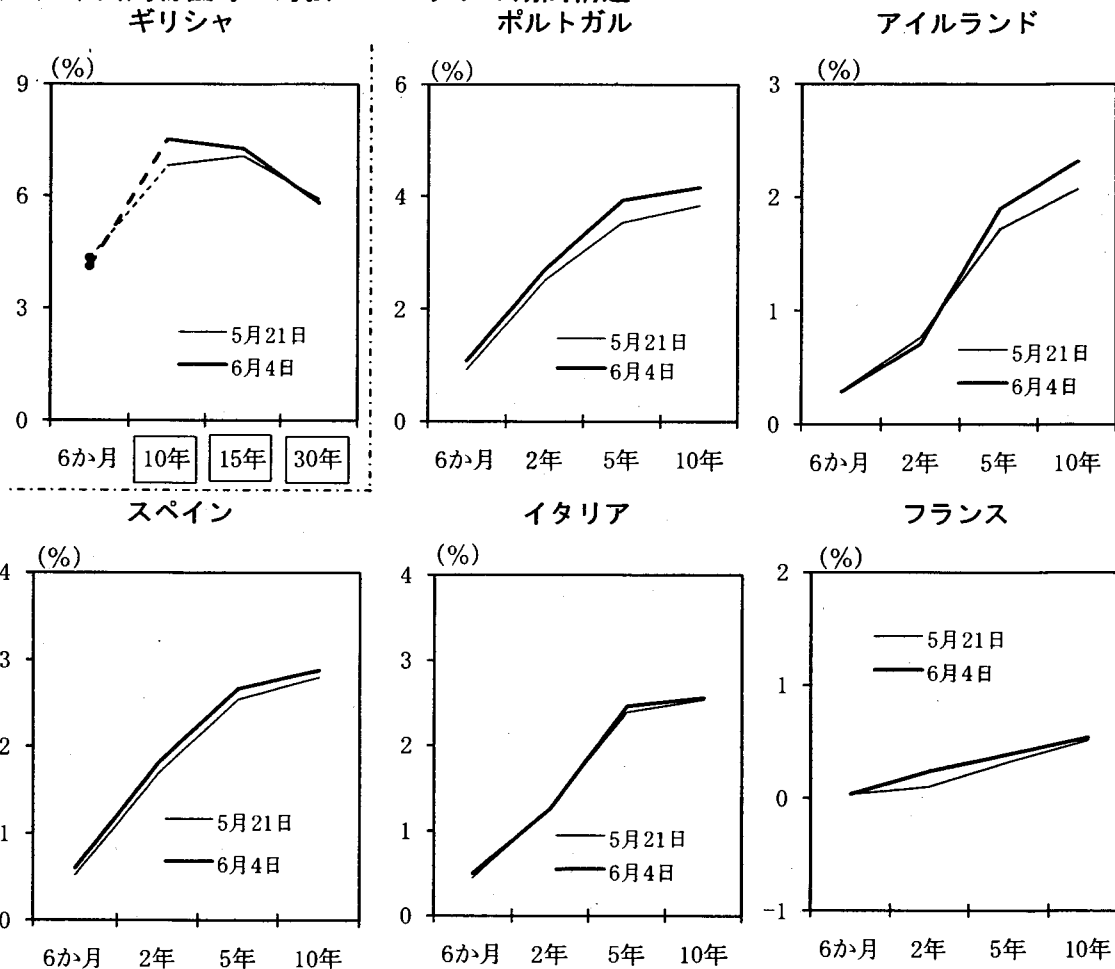 ギリシャ
(%)
9
6
3
0
5月21日
6月4日
6か月 10年 15年 30年
ポルトガル
(%)
6
4
2
0
5月21日
6月4日
6か月 2年 5年 10年
アイルランド
(%)
3
2
1
0
5月21日
6月4日
6か月 2年 5年 10年
スペイン
(%)
4
3
2
1
0
5月21日
6月4日
6か月 2年 5年 10年
イタリア
(%)
4
3
2
1
0
5月21日
6月4日
6か月 2年 5年 10年
フランス
(%)
2
1
0
-1
5月21日
6月4日
6か月 2年 5年 10年